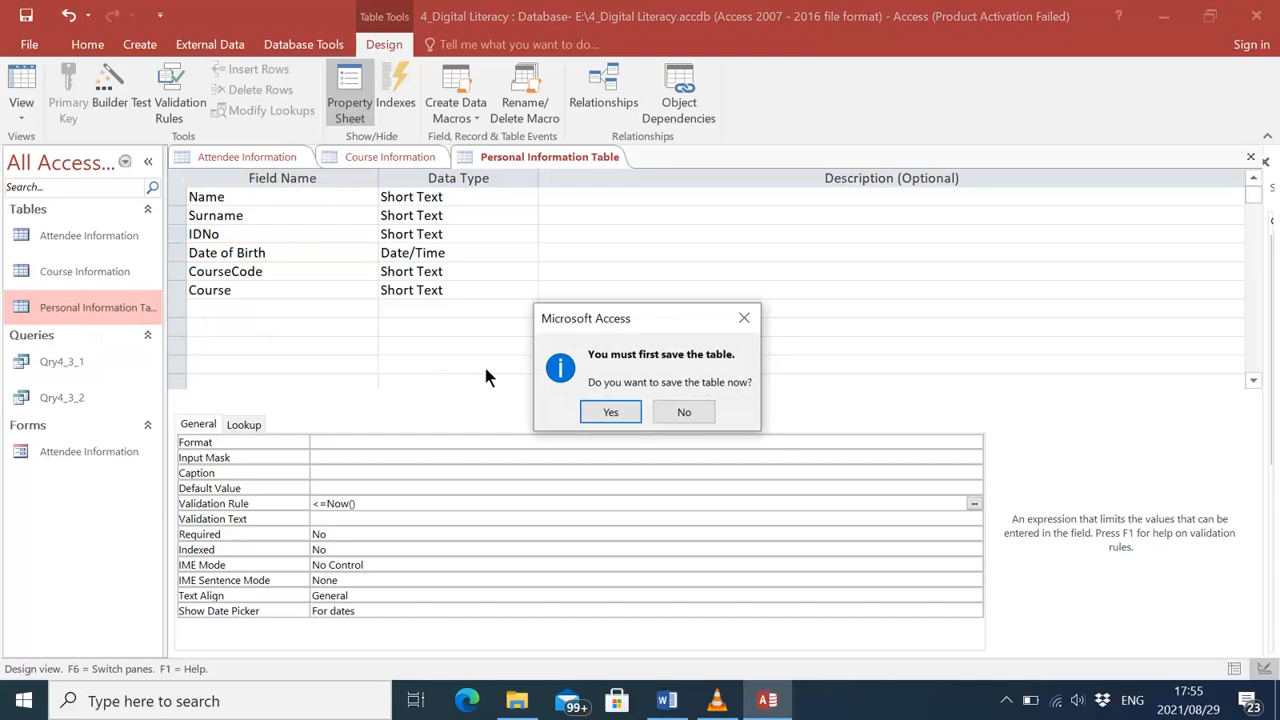 Table Tools
4_Digital Literacy : Database- E:\4_Digital Literacy.accdb (Access 2007 - 2016 file format) - Access (Product Activation Failed)
?
File
Home
Create
External Data
Database Tools
Design
Tell me what you want to do...
Sign in
View
Primary Key
Builder
Test Validation Rules
Insert Rows
Delete Rows
Modify Lookups
Property Sheet
Indexes
Create Data Macros
Rename/ Delete Macro
Relationships
Object Dependencies
Views
Tools
Show/Hide
Field, Record & Table Events
Relationships
All Access...
Search...
Tables
Attendee Information
Course Information
Personal Information Ta...
Queries
Qry4_3_1
Qry4_3_2
Forms
Attendee Information
Attendee Information
Course Information
Personal Information Table
Field Name Data Type Description (Optional)
Name Short Text
Surname Short Text
IDNo Short Text
Date of Birth Date/Time
CourseCode Short Text
Course Short Text
Microsoft Access
You must first save the table.
Do you want to save the table now?
Yes
No
General
Lookup
Format
Input Mask
Caption
Default Value
Validation Rule <=Now()
Validation Text
Required No
Indexed No
IME Mode No Control
IME Sentence Mode None
Text Align General
Show Date Picker For dates
An expression that limits the values that can be
entered in the field. Press F1 for help on validation
rules.
Design view. F6 = Switch panes. F1 = Help.
Type here to search
99+
ENG
17:55
2021/08/29
23